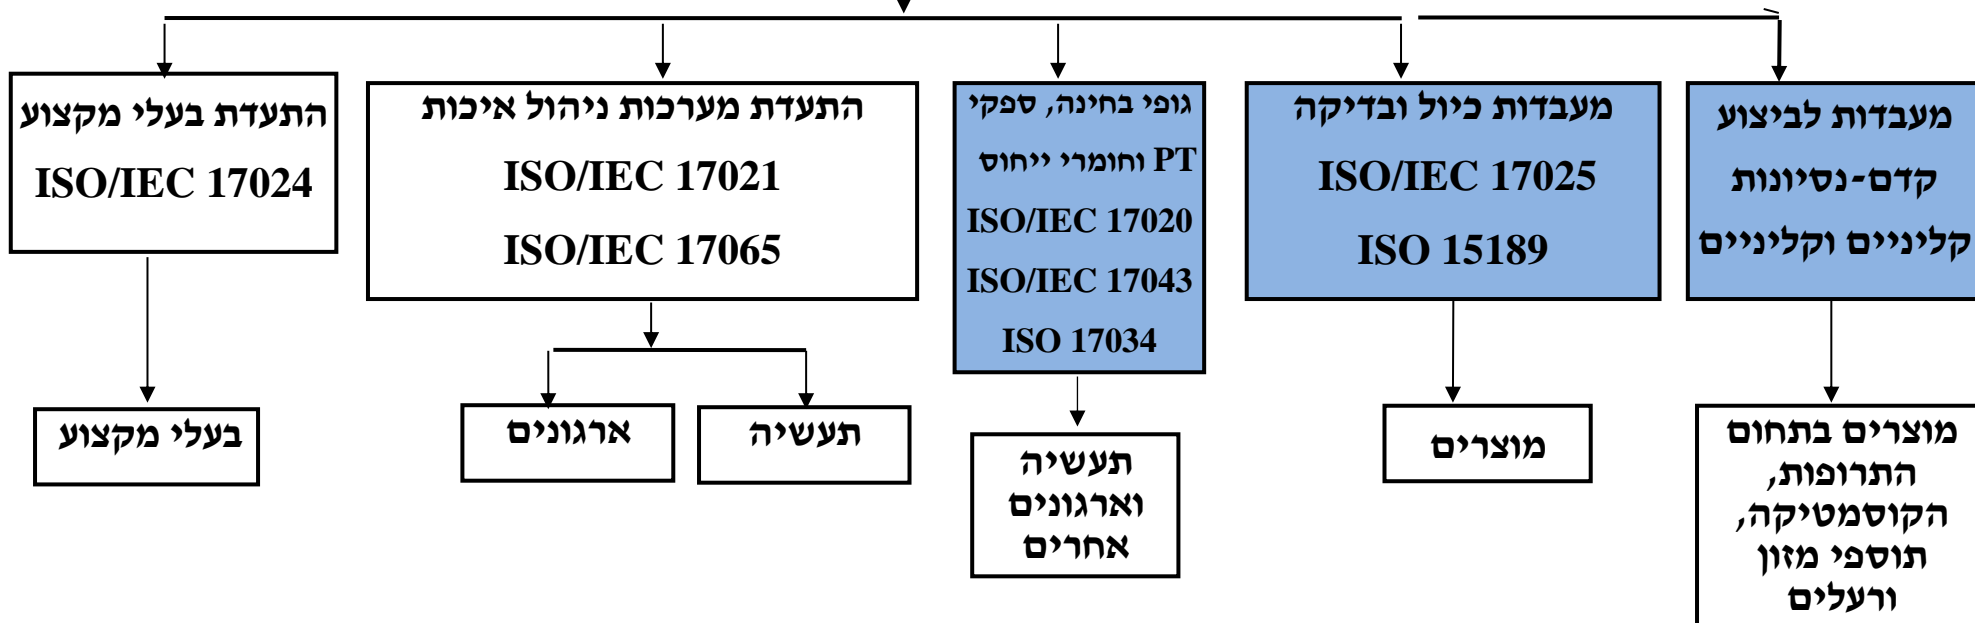 מעבדות לביצוע
קדם-נסיונות
קליניים וקליניים
מעבדות כיול ובדיקה
ISO/IEC 17025
ISO 15189
גופי בחינה, ספקי
PT וחומרי ייחוס
ISO/IEC 17020
ISO/IEC 17043
ISO 17034
התעדת מערכות ניהול איכות
ISO/IEC 17021
ISO/IEC 17065
התעדת בעלי מקצוע
ISO/IEC 17024
מוצרים בתחום
התרופות,
הקוסמטיקה,
תוספי מזון
ורעלים
מוצרים
תעשיה
וארגונים
אחרים
תעשיה
ארגונים
בעלי מקצוע